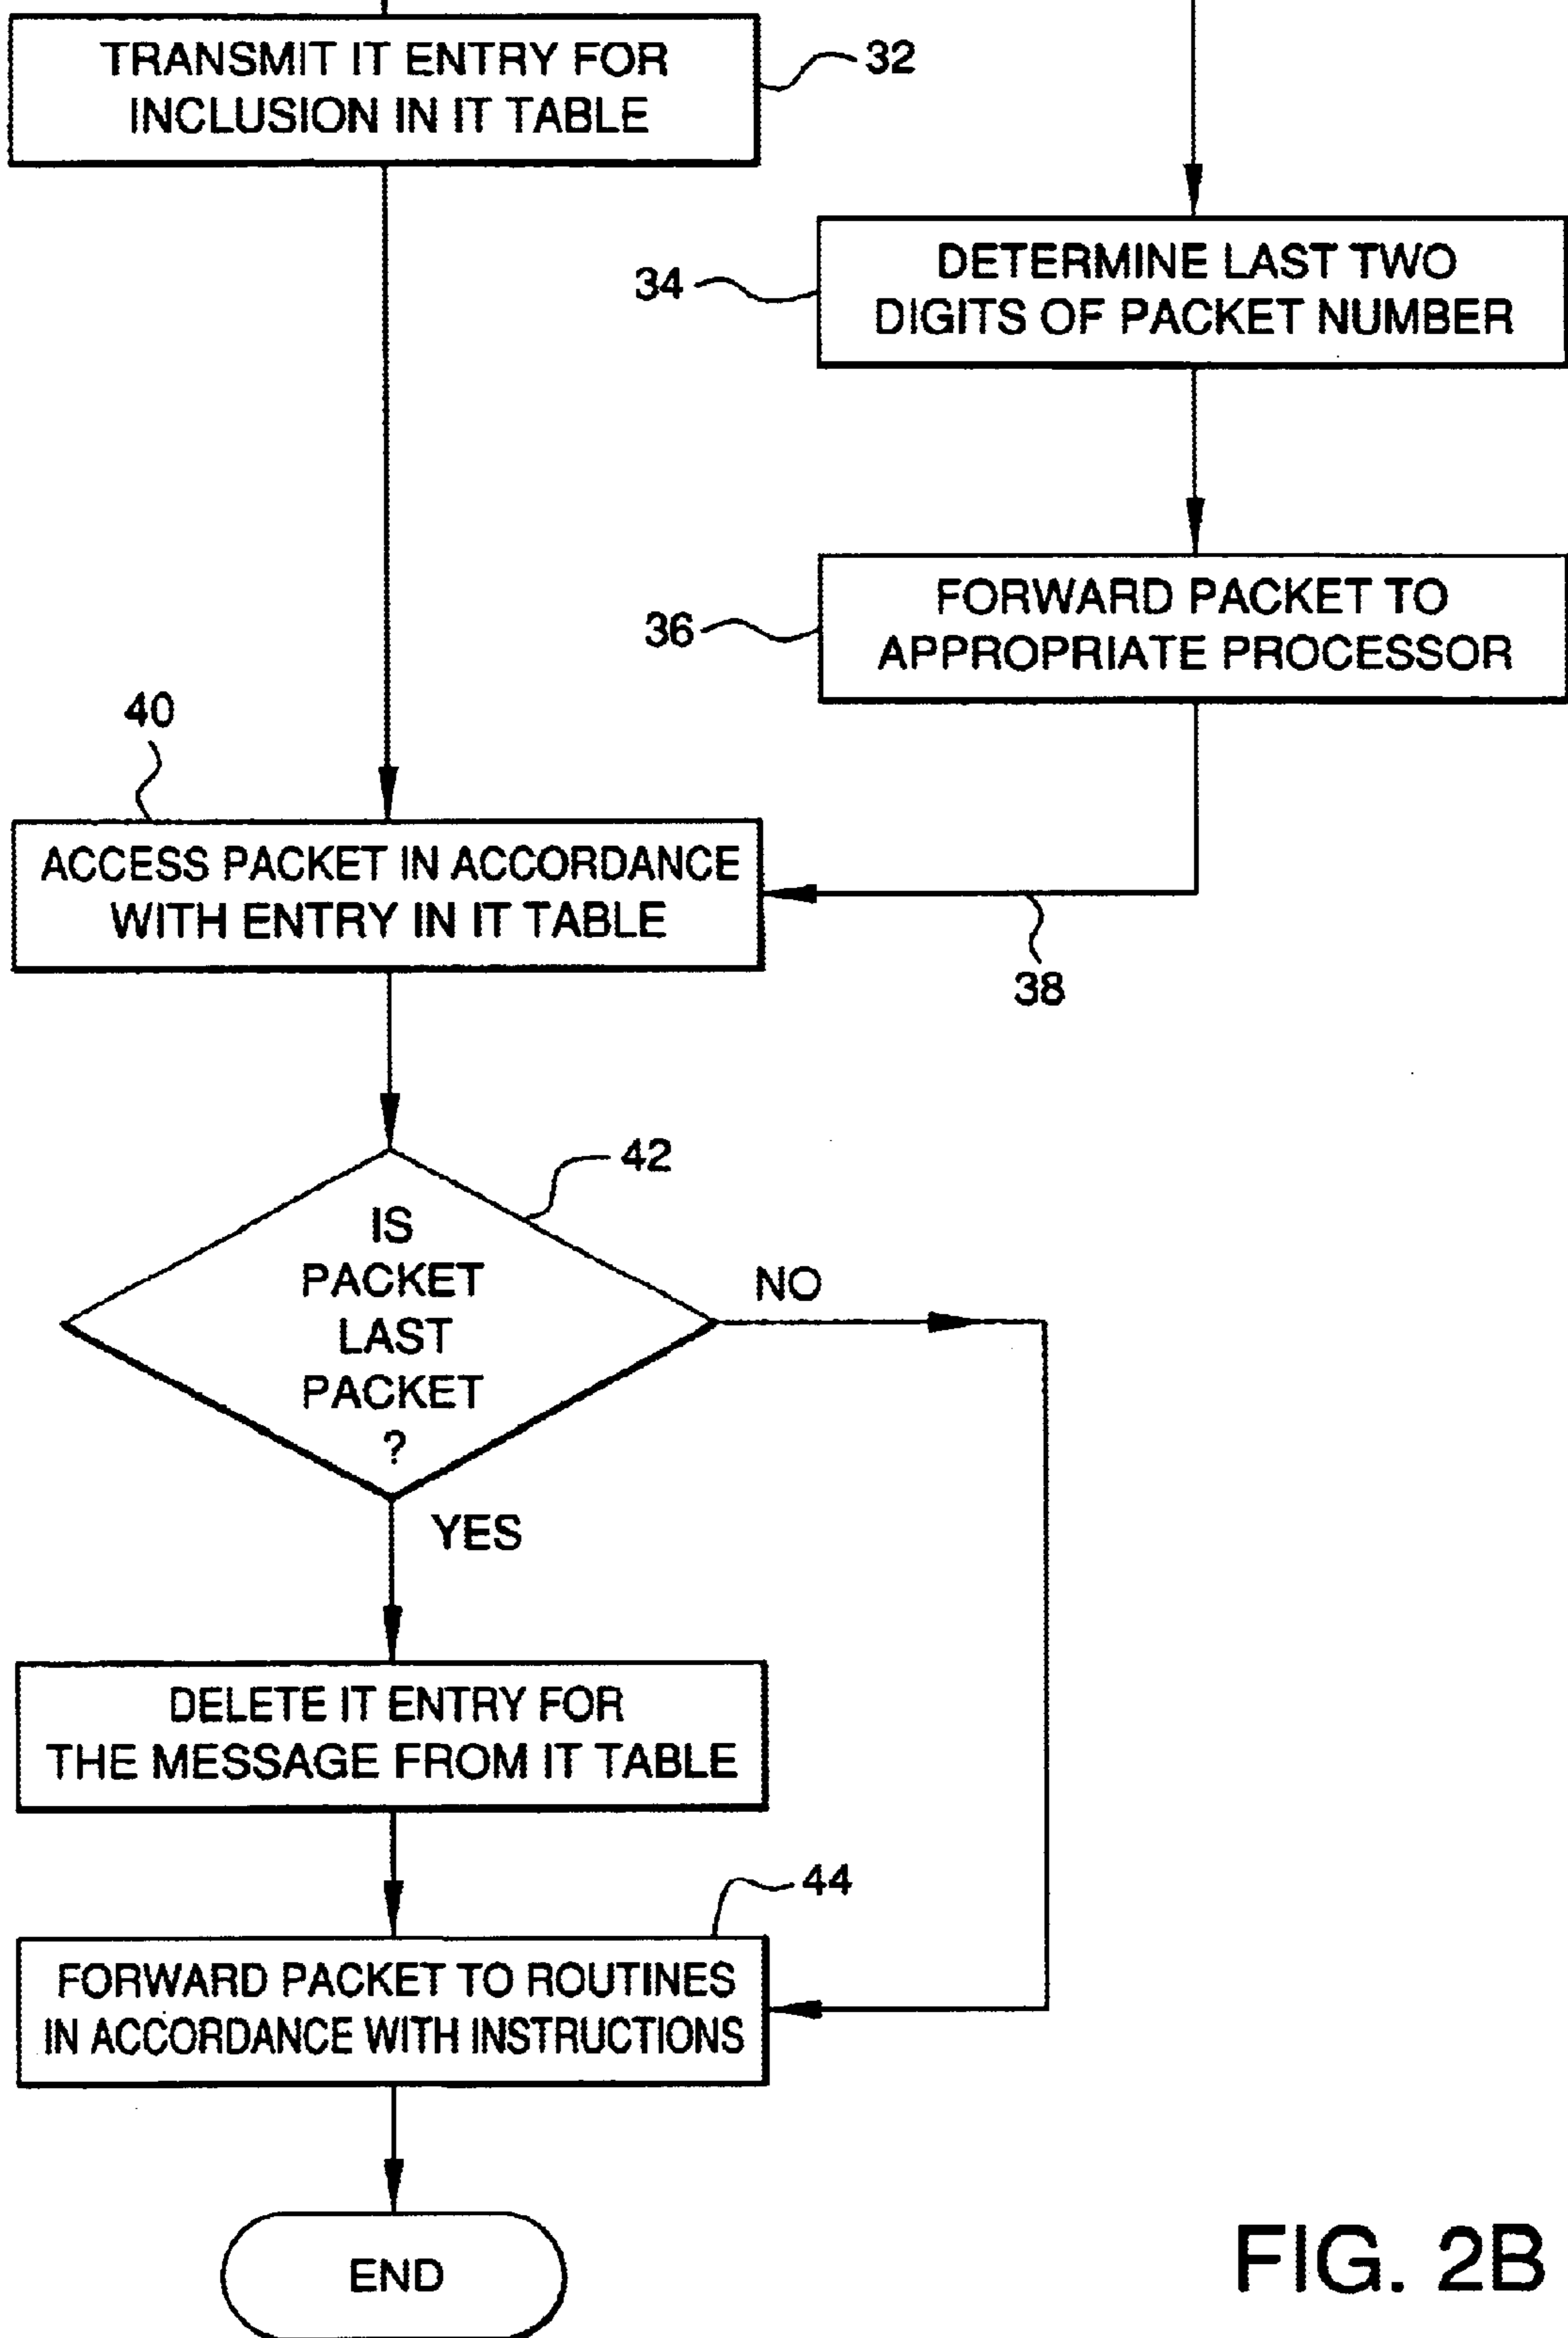 TRANSMIT IT ENTRY FOR
INCLUSION IN IT TABLE
32
34
DETERMINE LAST TWO
DIGITS OF PACKET NUMBER
36
FORWARD PACKET TO
APPROPRIATE PROCESSOR
40
ACCESS PACKET IN ACCORDANCE
WITH ENTRY IN IT TABLE
38
42
IS
PACKET
LAST
PACKET
?
NO
YES
DELETE IT ENTRY FOR
THE MESSAGE FROM IT TABLE
44
FORWARD PACKET TO ROUTINES
IN ACCORDANCE WITH INSTRUCTIONS
END
FIG. 2B